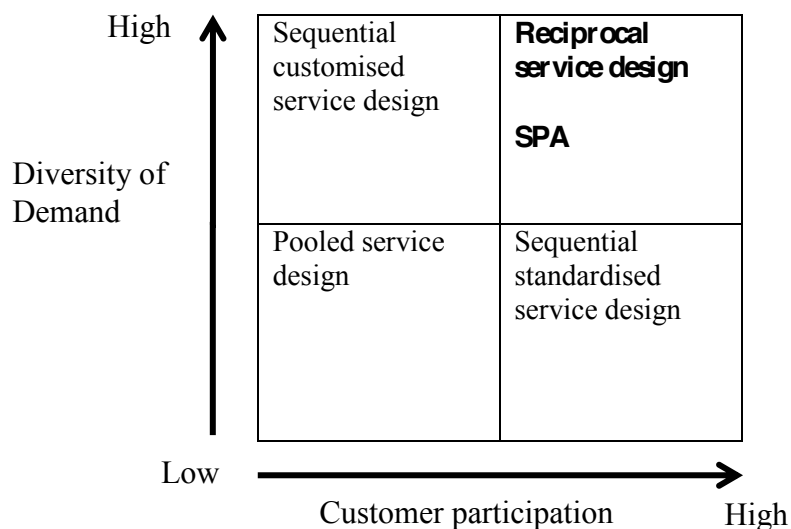 High
Sequential
customised
service design
Reciprocal
service design
SPA
Diversity of
Demand
Pooled service
design
Sequential
standardised
service design
Low
Customer participation
High